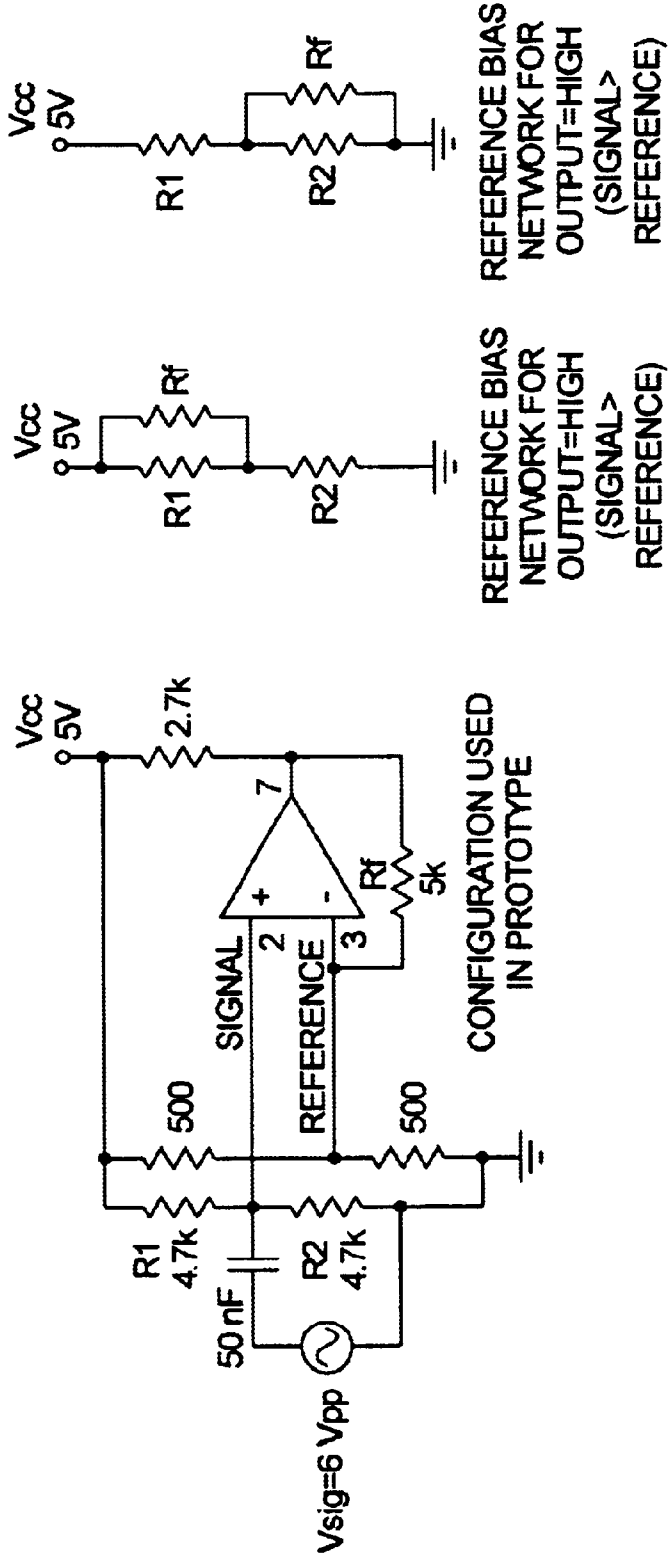 Vcc
5V
2.7k
R1
4.7k
500
50 nF
R2
4.7k
500
Vsig=6 Vpp
SIGNAL
REFERENCE
2
3
+
-
7
Rf
5k
CONFIGURATION USED
IN PROTOTYPE
Vcc
5V
R1
Rf
R2
REFERENCE BIAS
NETWORK FOR
OUTPUT=HIGH
(SIGNAL>
REFERENCE)
Vcc
5V
R1
R2
Rf
REFERENCE BIAS
NETWORK FOR
OUTPUT=HIGH
(SIGNAL>
REFERENCE)